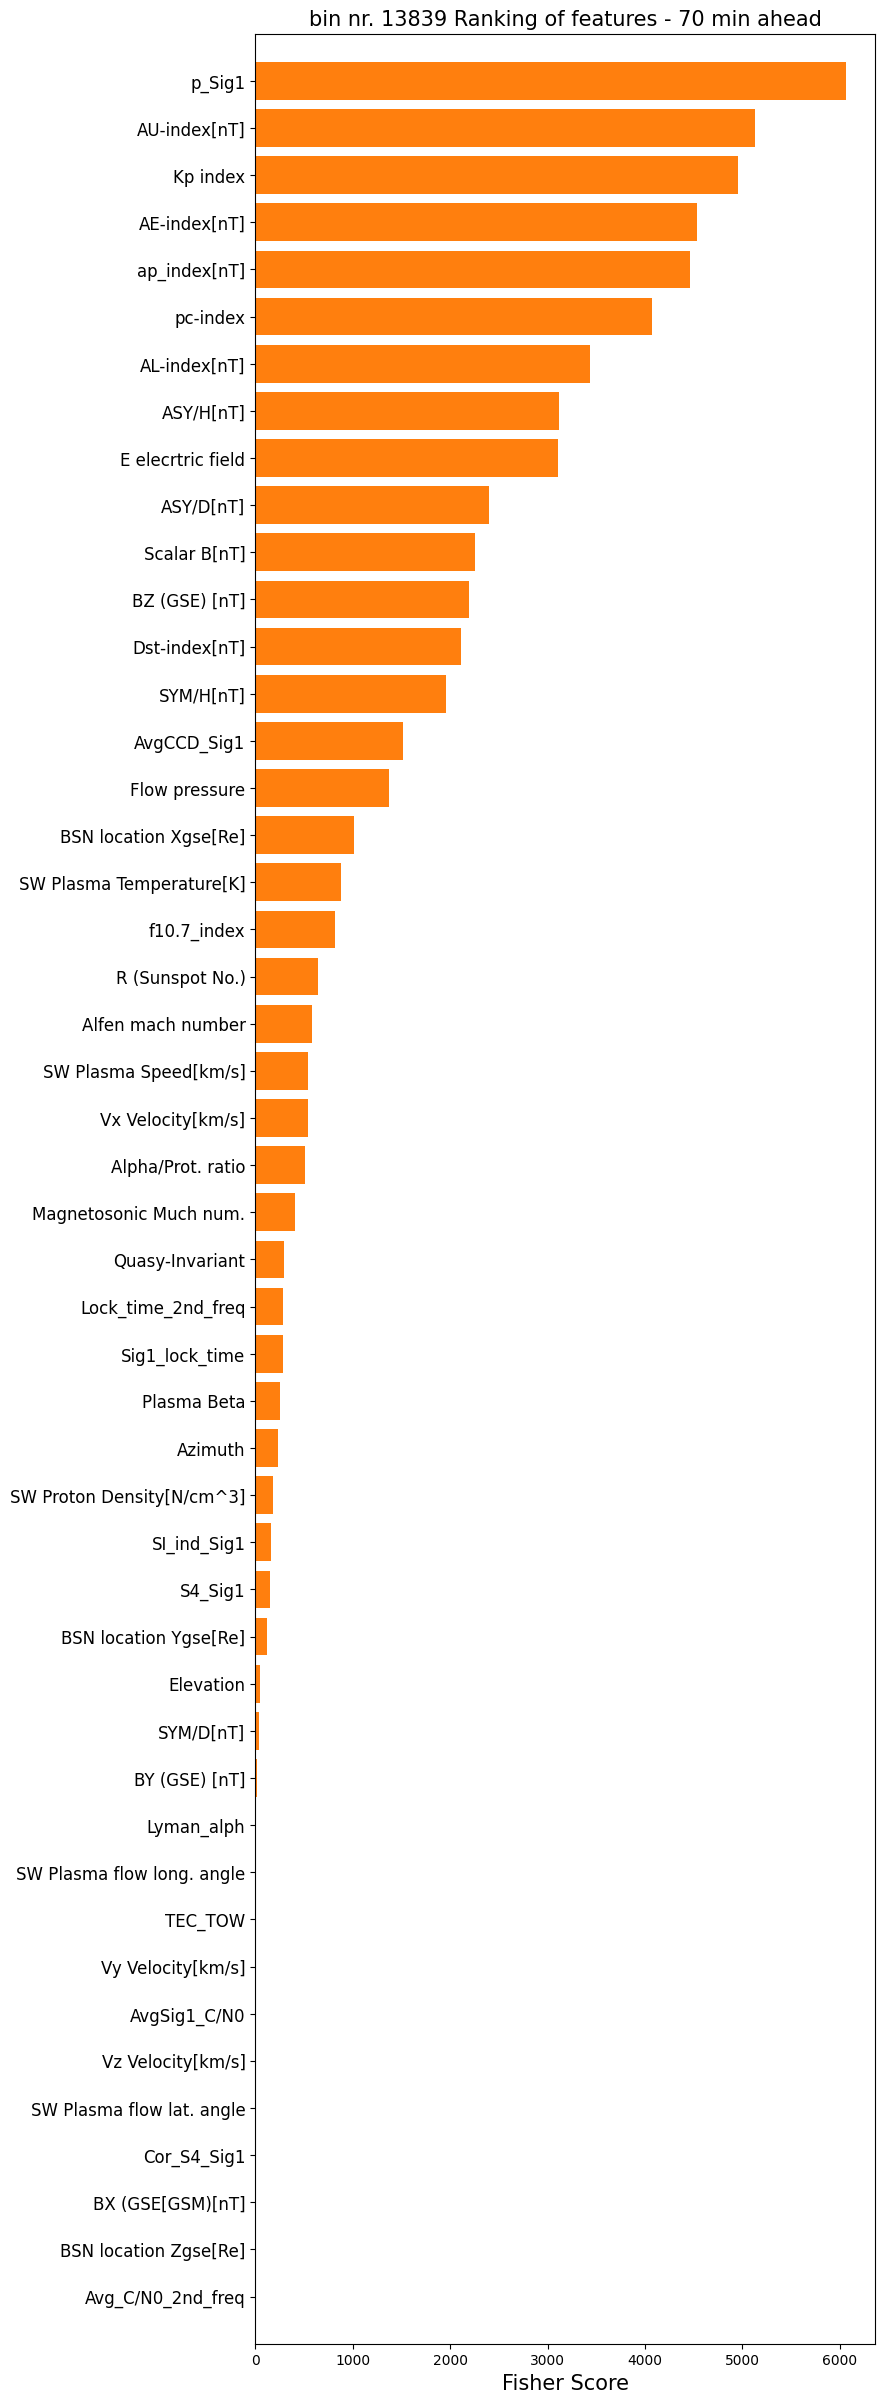 bin nr. 13839 Ranking of features - 70 min ahead
p_Sig1
AU-index[nT]
Kp index
AE-index[nT]
ap_index[nT]
pc-index
AL-index[nT]
ASY/H[nT]
E elecrtric field
ASY/D[nT]
Scalar B[nT]
BZ (GSE) [nT]
Dst-index[nT]
SYM/H[nT]
AvgCCD_Sig1
Flow pressure
BSN location Xgse[Re]
SW Plasma Temperature[K]
f10.7_index
R (Sunspot No.)
Alfen mach number
SW Plasma Speed[km/s]
Vx Velocity[km/s]
Alpha/Prot. ratio
Magnetosonic Much num.
Quasy-Invariant
Lock_time_2nd_freq
Sig1_lock_time
Plasma Beta
Azimuth
SW Proton Density[N/cm^3]
SI_ind_Sig1
S4_Sig1
BSN location Ygse[Re]
Elevation
SYM/D[nT]
BY (GSE) [nT]
Lyman_alph
SW Plasma flow long. angle
TEC_TOW
Vy Velocity[km/s]
AvgSig1_C/N0
Vz Velocity[km/s]
SW Plasma flow lat. angle
Cor_S4_Sig1
BX (GSE[GSM)[nT]
BSN location Zgse[Re]
Avg_C/N0_2nd_freq
0 1000 2000 3000 4000 5000 6000
Fisher Score